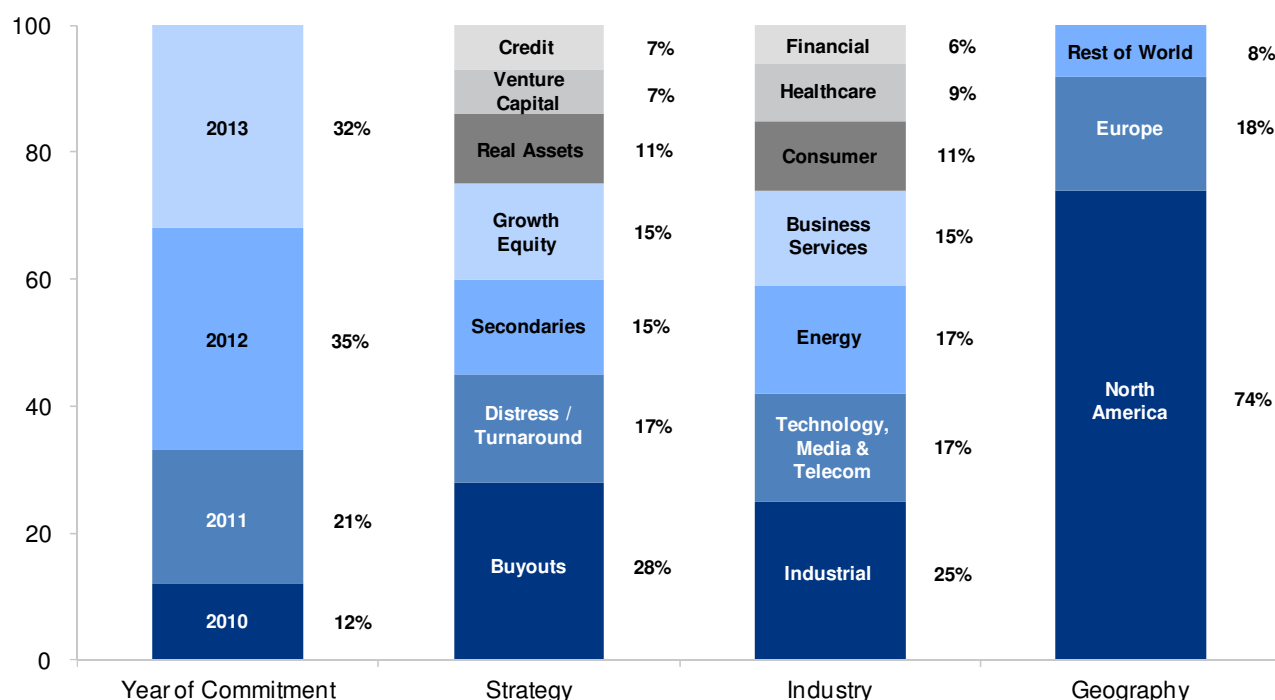 100
80
60
40
20
0
2013
32%
2012
35%
2011
21%
2010
12%
Year of Commitment
Credit
7%
Venture
Capital
7%
Real Assets
11%
Growth
Equity
15%
Secondaries
15%
Distress /
Turnaround
17%
Buyouts
28%
Strategy
Financial
6%
Healthcare
9%
Consumer
11%
Business
Services
15%
Energy
17%
Technology,
Media &
Telecom
17%
Industrial
25%
Industry
Rest of World
8%
Europe
18%
North
America
74%
Geography